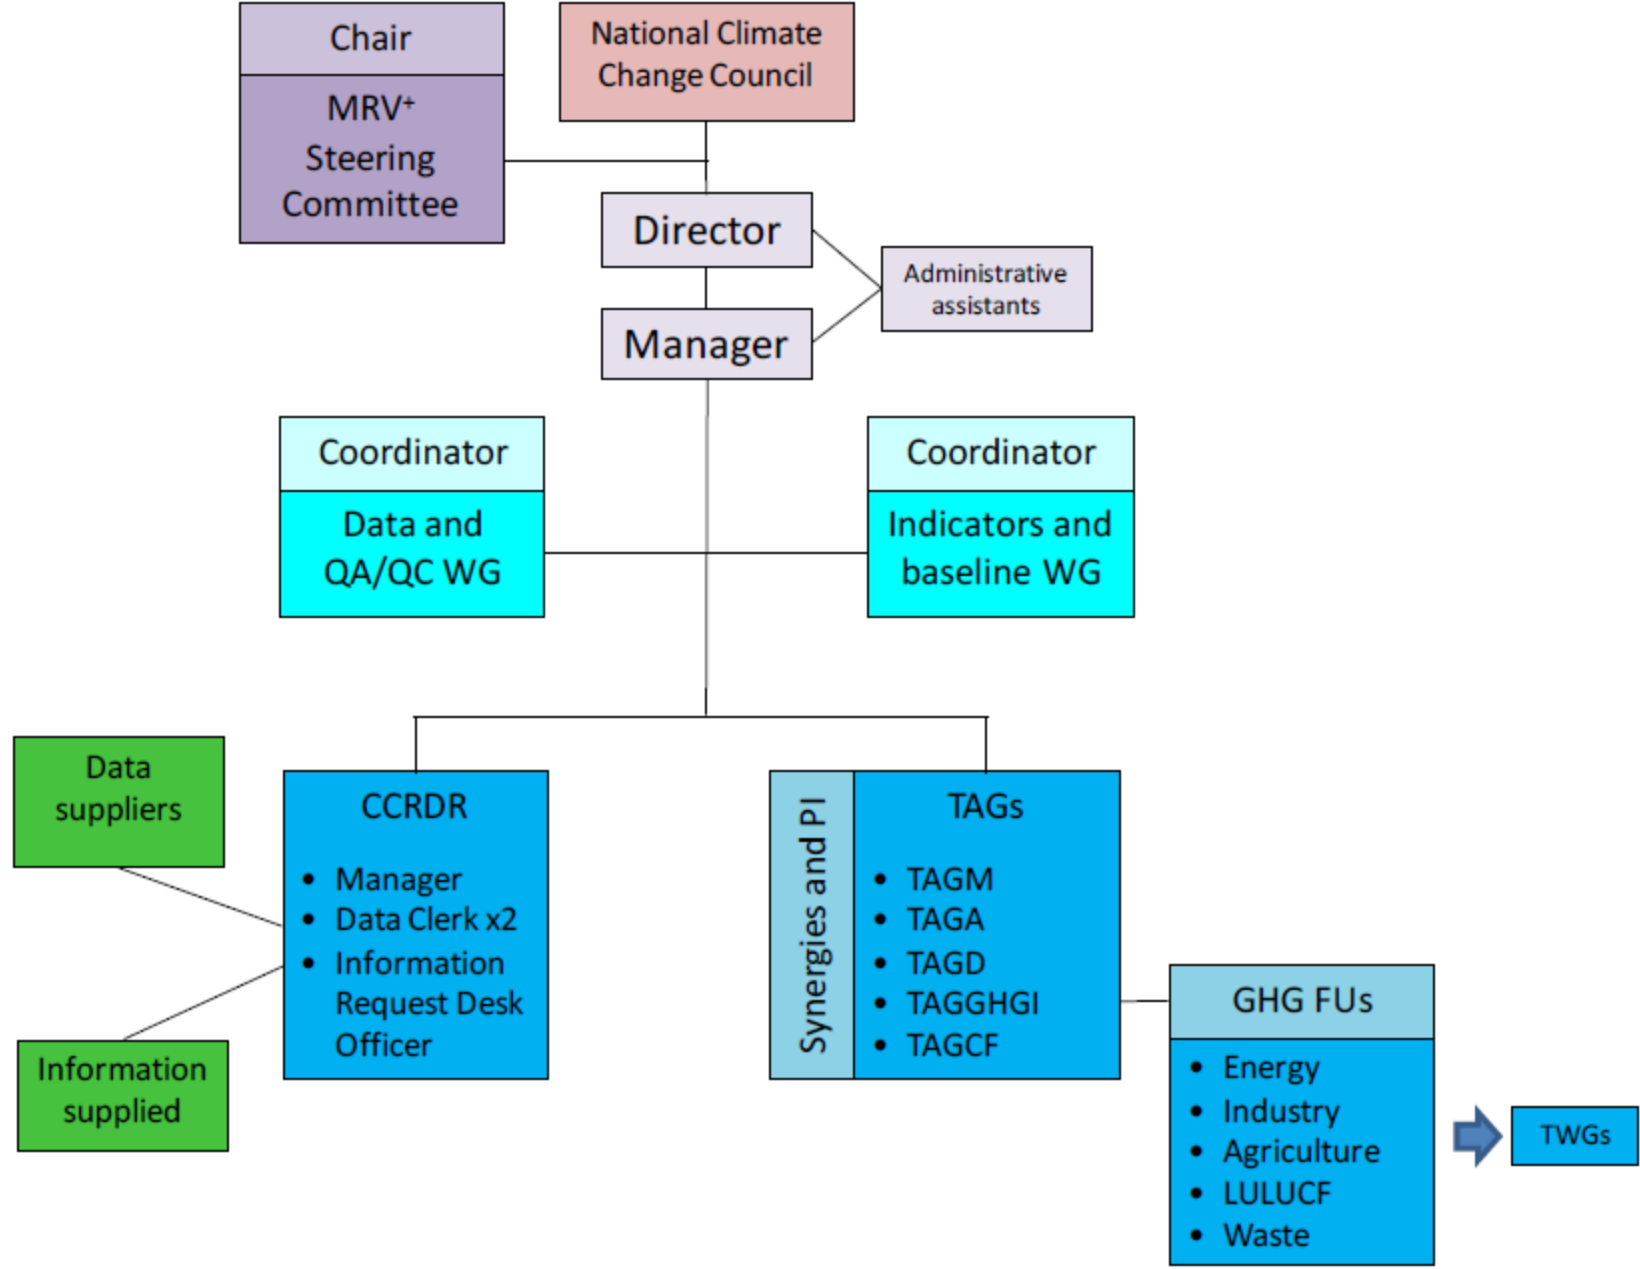 Chair
MRV⁺
Steering
Committee
National Climate
Change Council
Director
Administrative
assistants
Manager
Coordinator
Data and
QA/QC WG
Coordinator
Indicators and
baseline WG
Data
suppliers
Information
supplied
CCRDR
• Manager
• Data Clerk x2
• Information
Request Desk
Officer
Synergies and PI
TAGs
• TAGM
• TAGA
• TAGD
• TAGGHGI
• TAGCF
GHG FUs
• Energy
• Industry
• Agriculture
• LULUCF
• Waste
TWGs